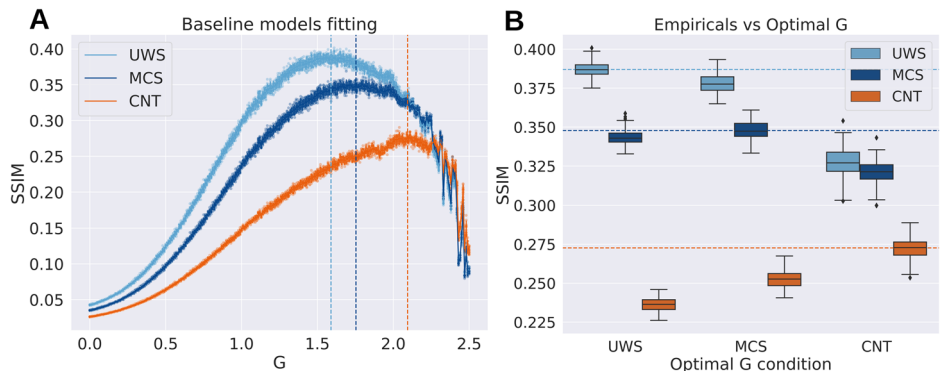 A
Baseline models fitting
SSIM
0.40
0.35
0.30
0.25
0.20
0.15
0.10
0.05
UWS
MCS
CNT
0.0
0.5
1.0
1.5
2.0
2.5
G
B
Empiricals vs Optimal G
SSIM
0.400
0.375
0.350
0.325
0.300
0.275
0.250
0.225
UWS
MCS
CNT
UWS
MCS
CNT
Optimal G condition